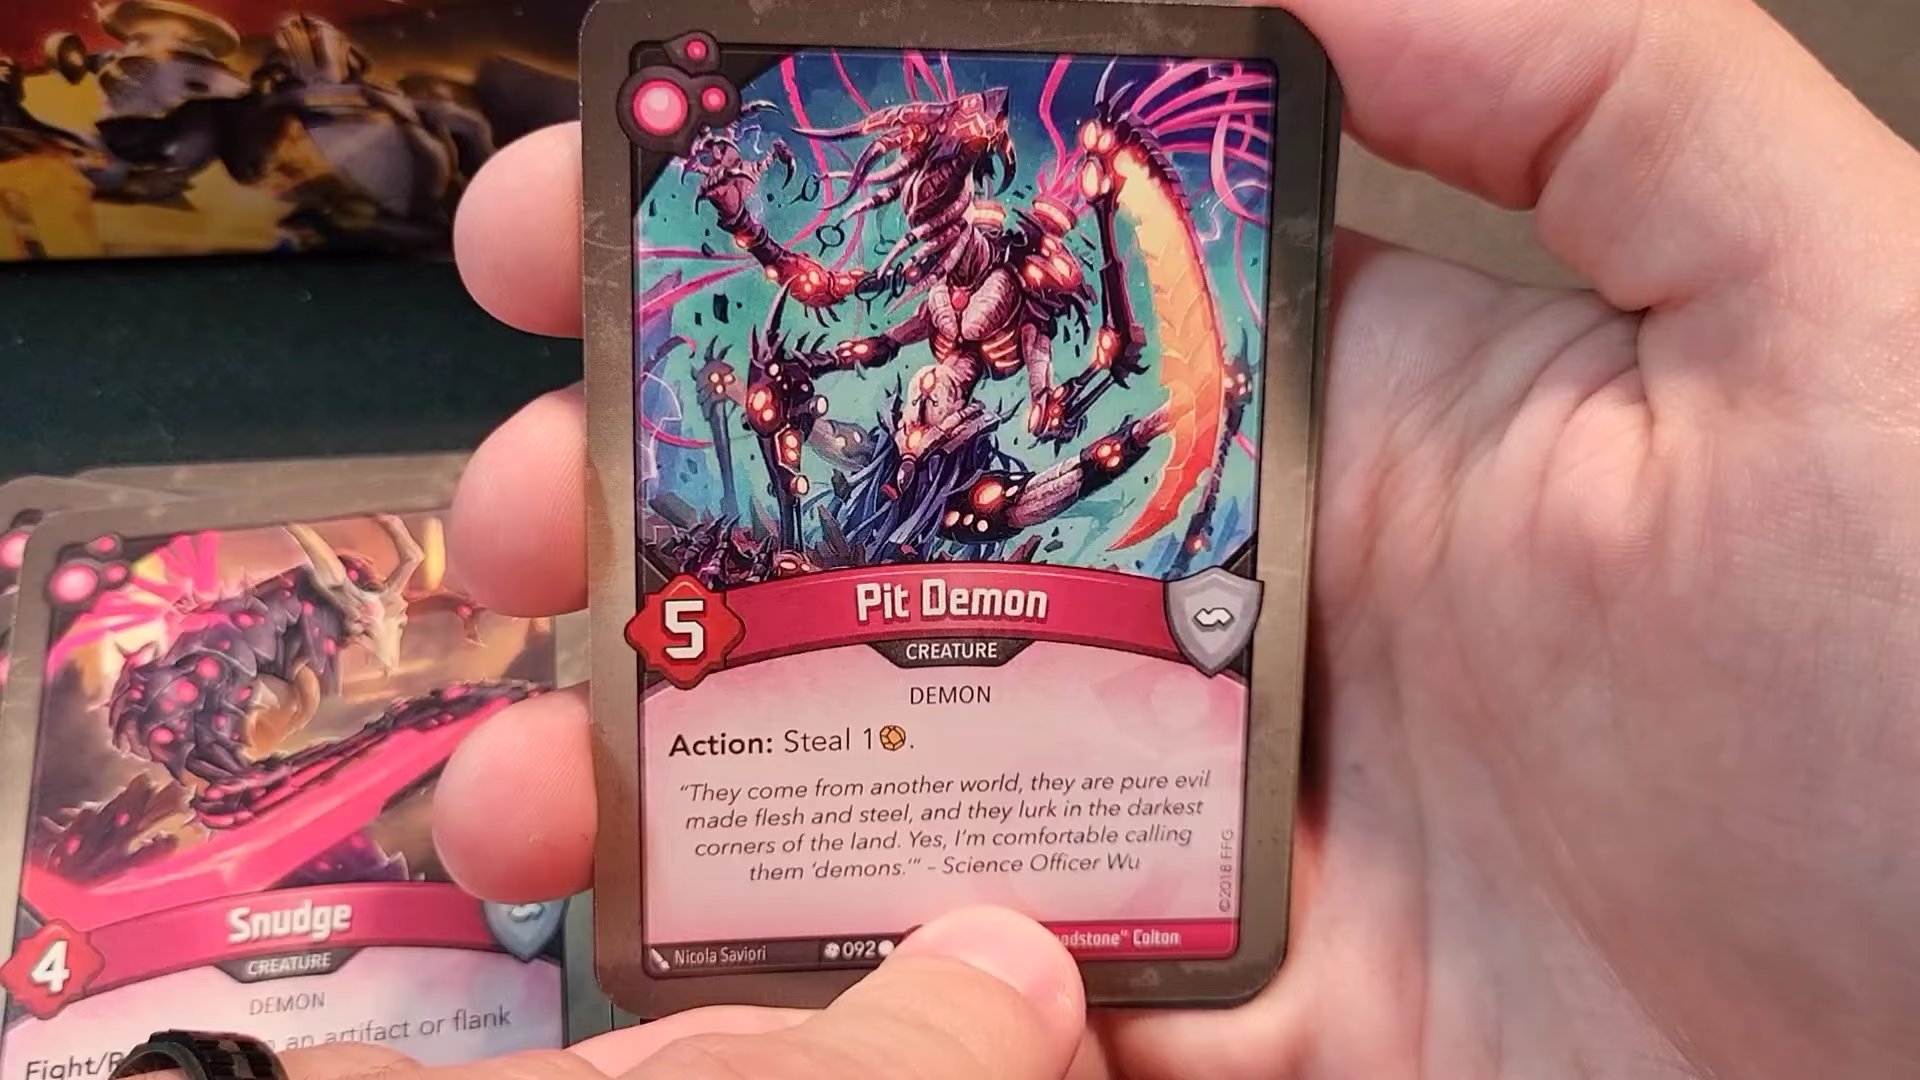 Pit Demon
5
CREATURE
DEMON
Action: Steal 1.
“They come from another world, they are pure evil
made flesh and steel, and they lurk in the darkest
corners of the land. Yes, I'm comfortable calling
them ‘demons.’” – Science Officer Wu
©2018 FFG
Nicola Saviori
092
Colton
Snudge
4
CREATURE
DEMON
an artifact or flank